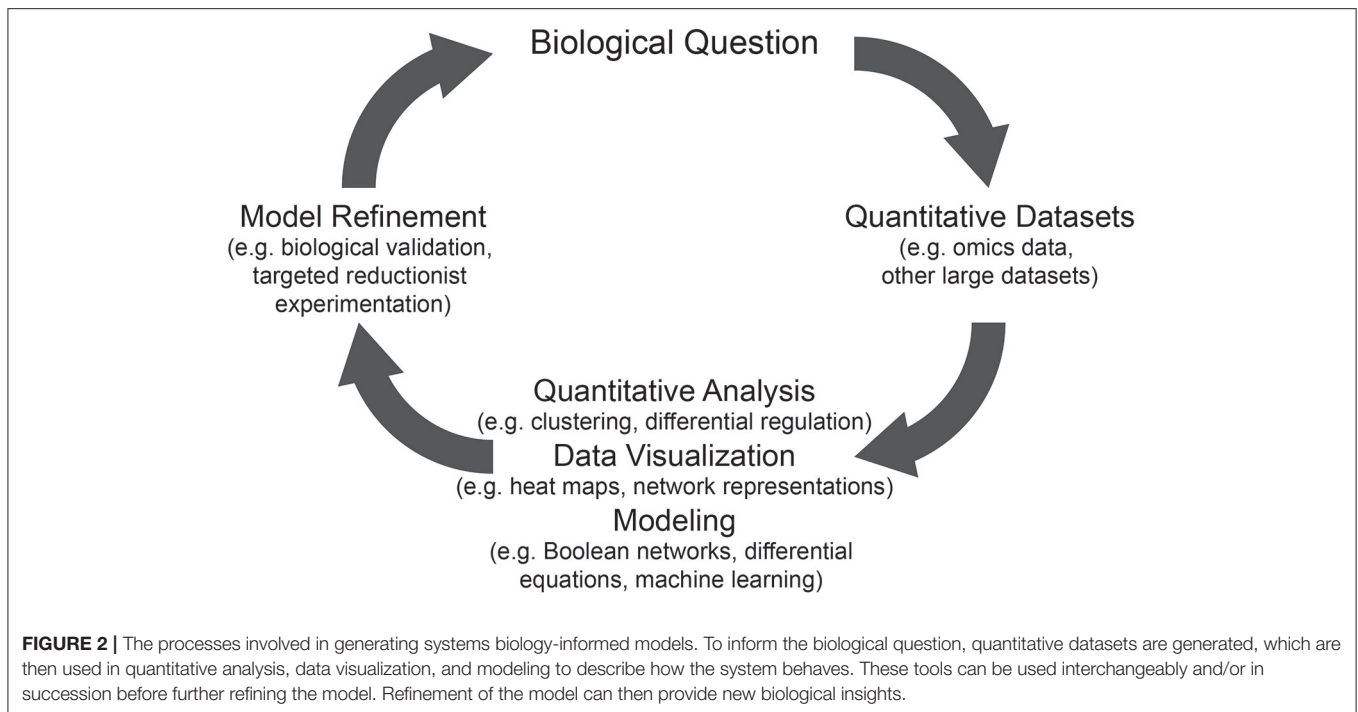 Biological Question
Quantitative Datasets
(e.g. omics data,
other large datasets)
Quantitative Analysis
(e.g. clustering, differential regulation)
Data Visualization
(e.g. heat maps, network representations)
Modeling
(e.g. Boolean networks, differential
equations, machine learning)
Model Refinement
(e.g. biological validation,
targeted reductionist
experimentation)
FIGURE 2 | The processes involved in generating systems biology-informed models. To inform the biological question, quantitative datasets are generated, which are
then used in quantitative analysis, data visualization, and modeling to describe how the system behaves. These tools can be used interchangeably and/or in
succession before further refining the model. Refinement of the model can then provide new biological insights.